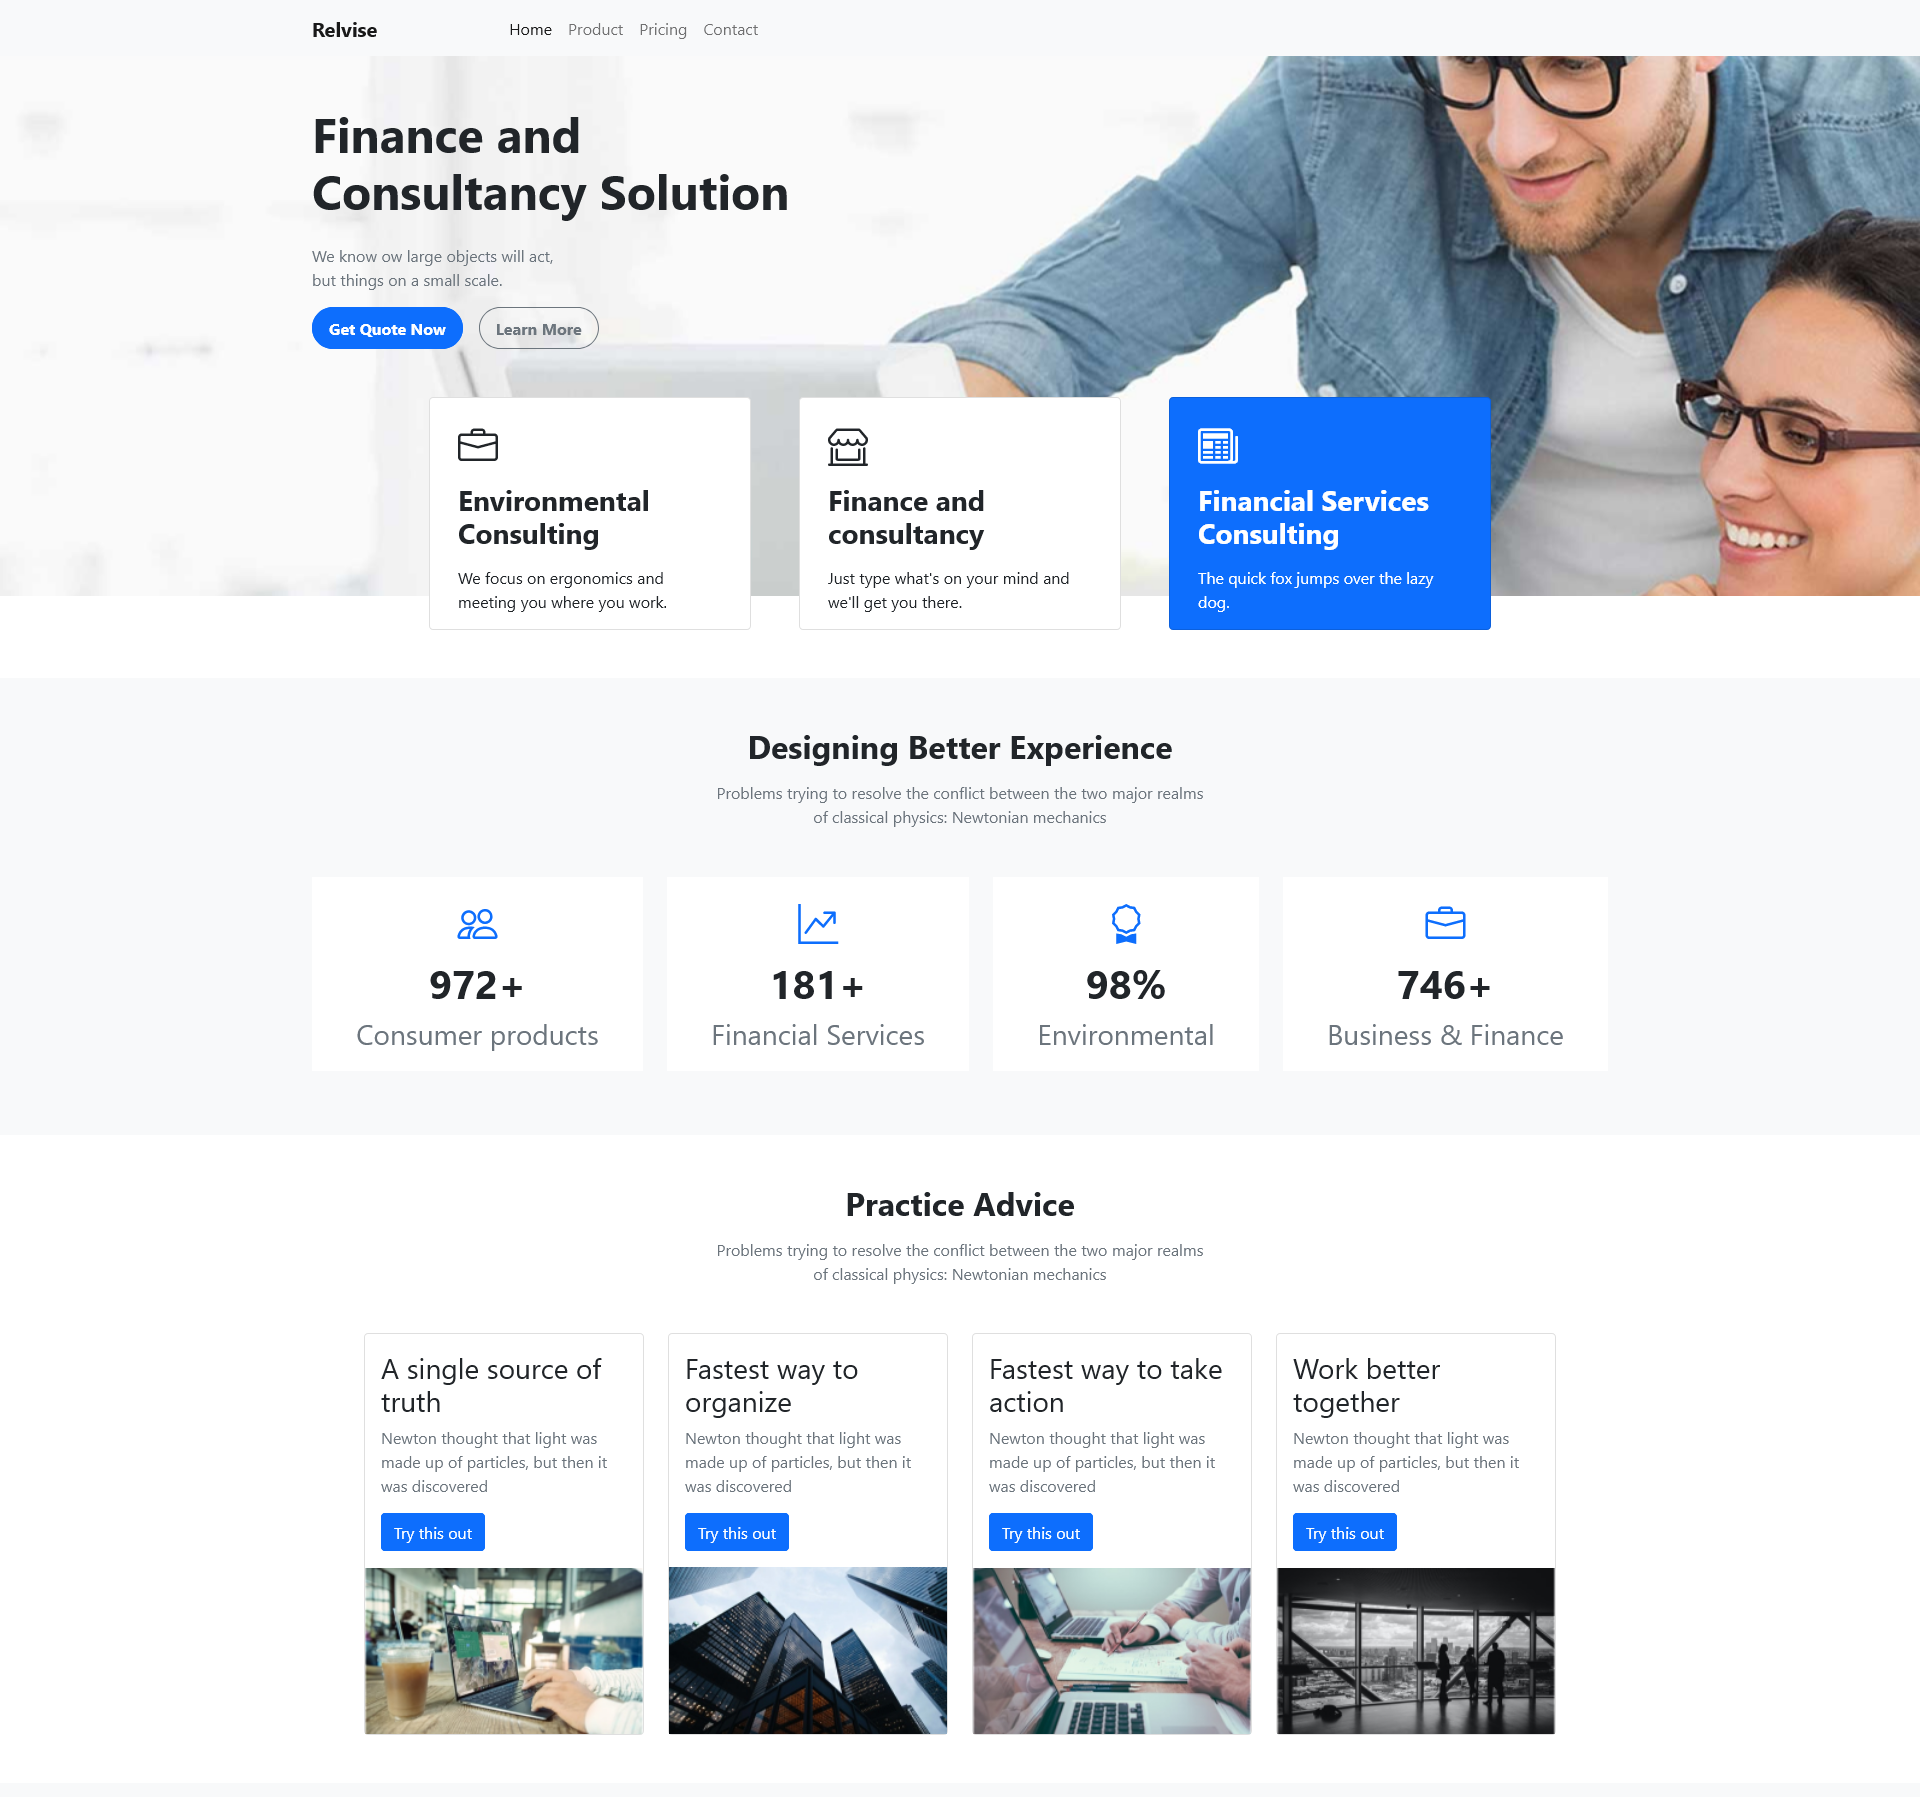 Relvise
Home Product Pricing Contact
Finance and
Consultancy Solution
We know ow large objects will act,
but things on a small scale.
Get Quote Now Learn More
Environmental
Consulting
We focus on ergonomics and
meeting you where you work.
Finance and
consultancy
Just type what's on your mind and
we'll get you there.
Financial Services
Consulting
The quick fox jumps over the lazy
dog.
Designing Better Experience
Problems trying to resolve the conflict between the two major realms
of classical physics: Newtonian mechanics
972+
Consumer products
181+
Financial Services
98%
Environmental
746+
Business & Finance
Practice Advice
Problems trying to resolve the conflict between the two major realms
of classical physics: Newtonian mechanics
A single source of
truth
Newton thought that light was
made up of particles, but then it
was discovered
Try this out
Fastest way to
organize
Newton thought that light was
made up of particles, but then it
was discovered
Try this out
Fastest way to take
action
Newton thought that light was
made up of particles, but then it
was discovered
Try this out
Work better
together
Newton thought that light was
made up of particles, but then it
was discovered
Try this out